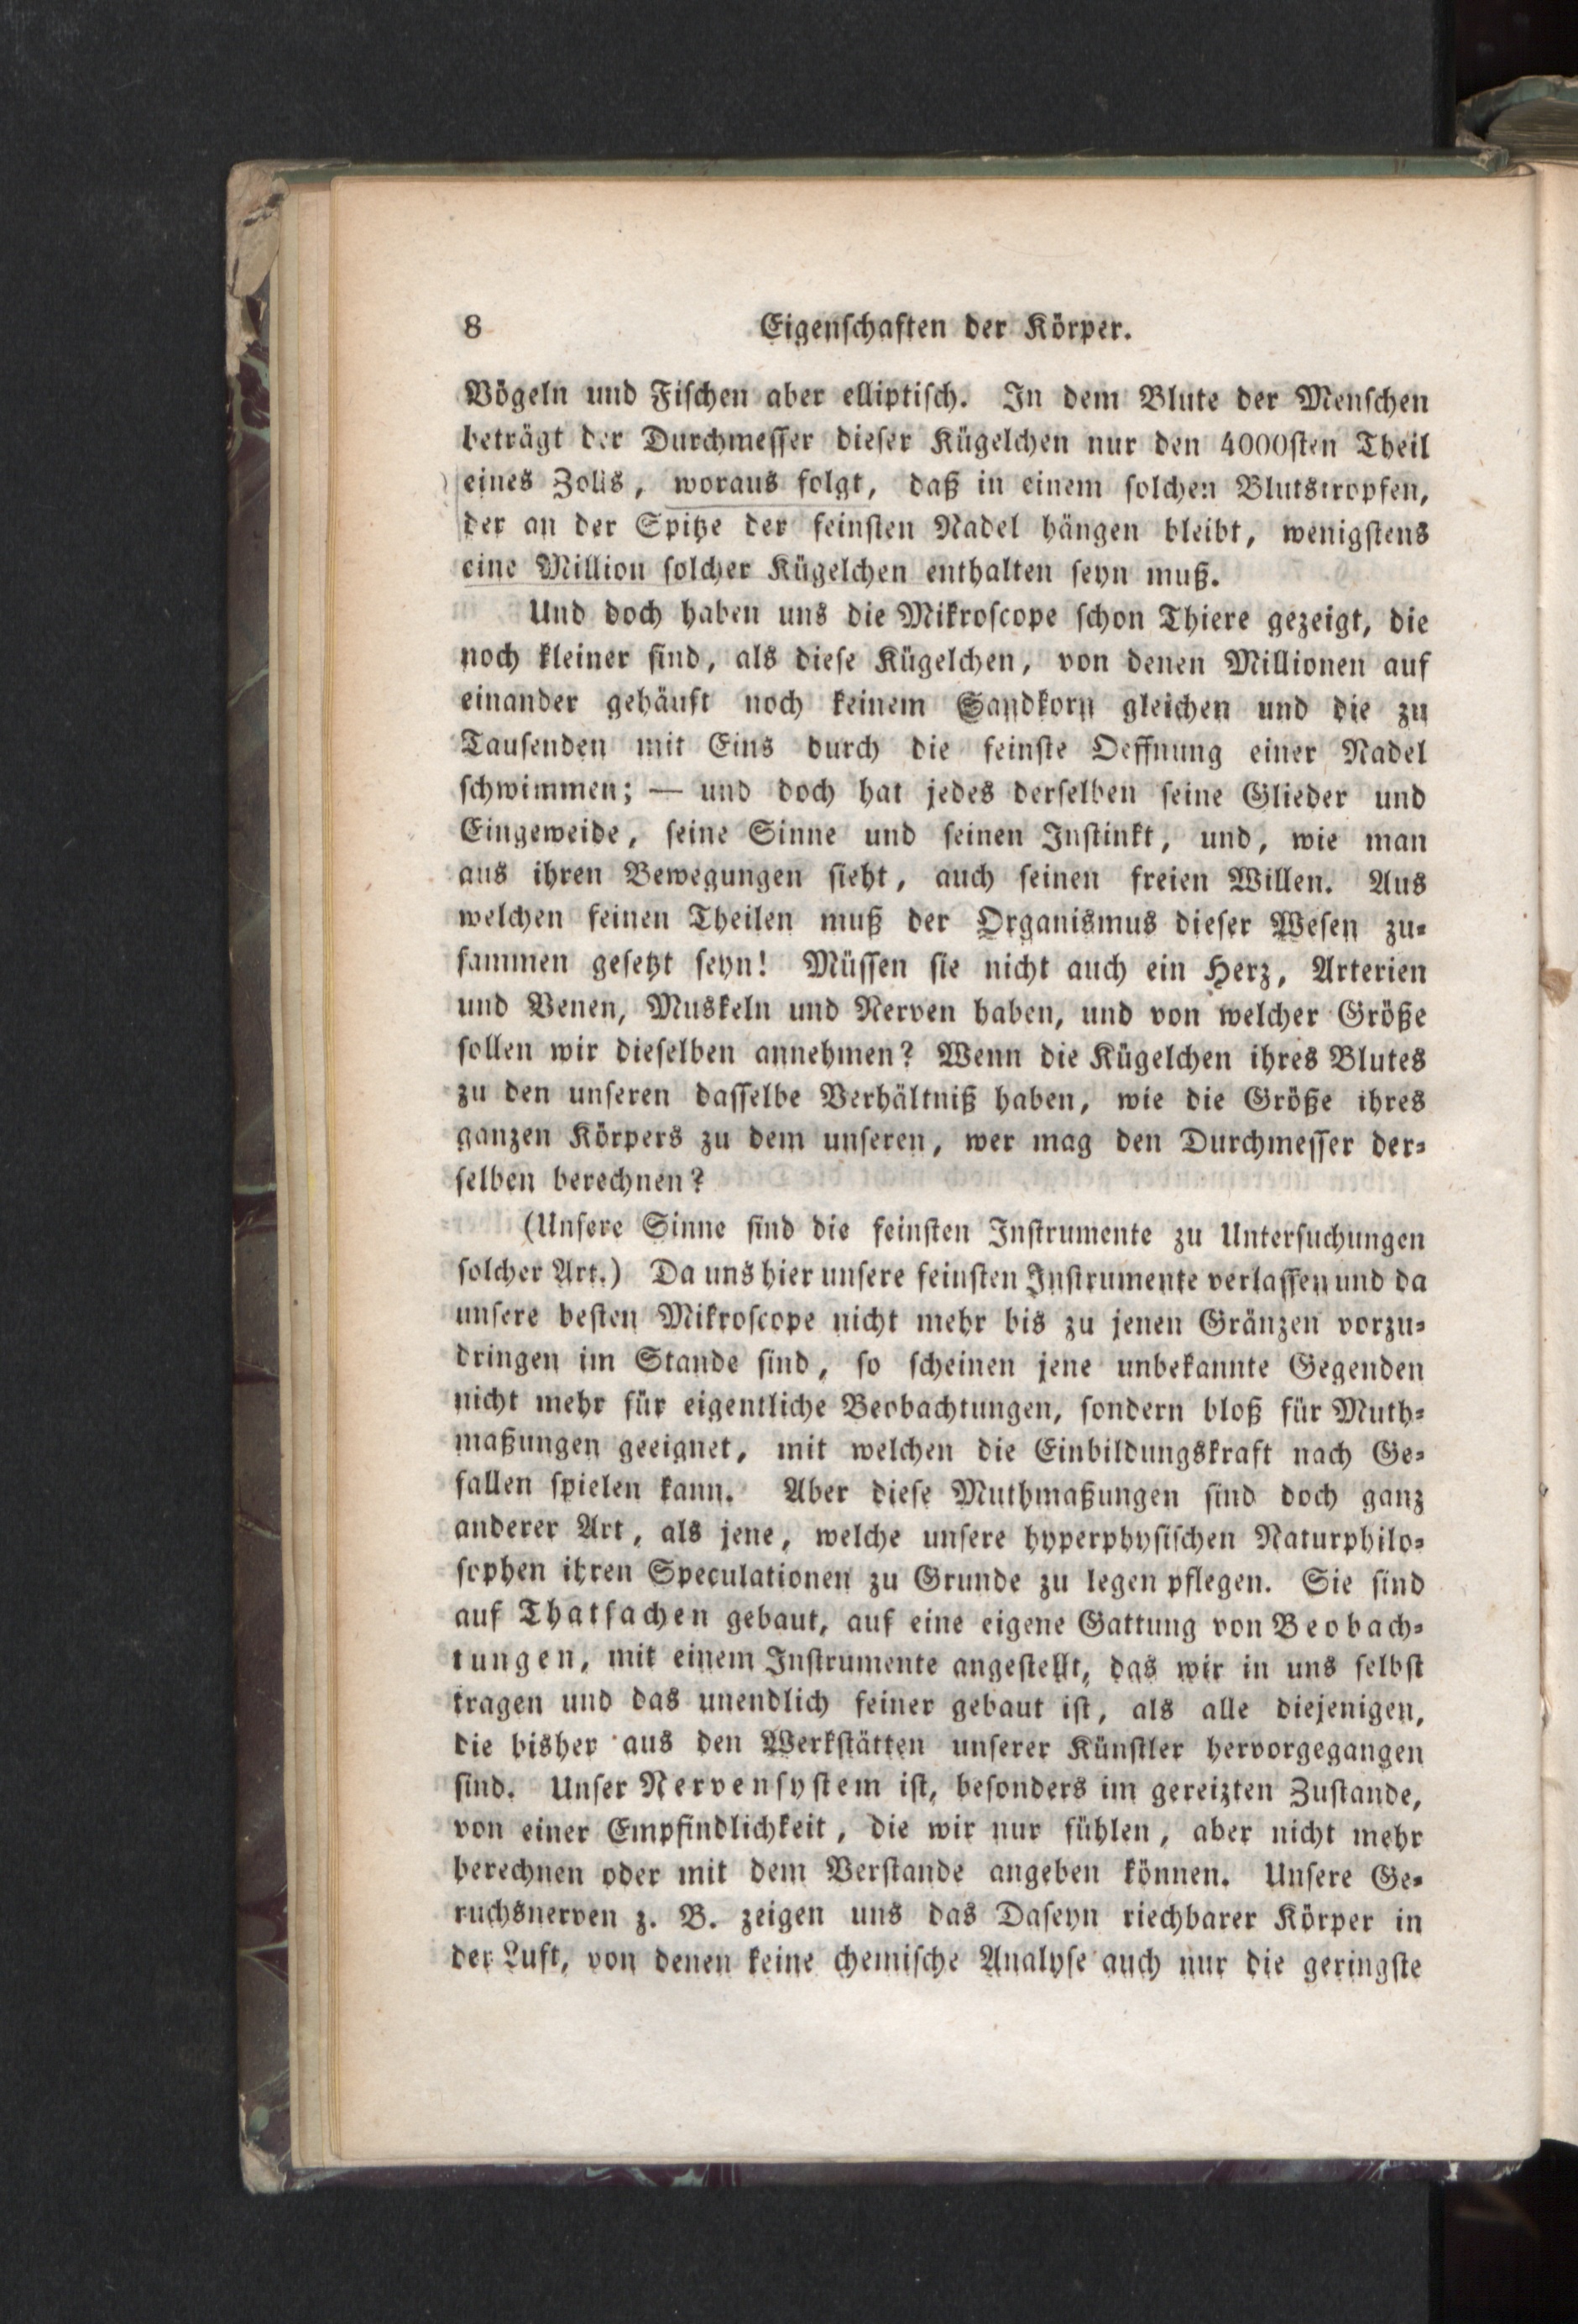 8 Eigenschaften der Körper.
Vögeln und Fischen aber elliptisch. In dem Blute der Menschen
beträgt der Durchmesser dieser Kügelchen nur den 4000sten Theil
eines Zolls, woraus folgt, daß in einem solchen Blutstropfen,
der an der Spitze der feinsten Nadel hängen bleibt, wenigstens
eine Million solcher Kügelchen enthalten seyn muß.
Und doch haben uns die Mikroscope schon Thiere gezeigt, die
noch kleiner sind, als diese Kügelchen, von denen Millionen auf
einander gehäuft noch keinem Sandkorn gleichen und die zu
Tausenden mit Eins durch die feinste Oeffnung einer Nadel
schwimmen; — und doch hat jedes derselben seine Glieder und
Eingeweide, seine Sinne und seinen Instinkt, und, wie man
aus ihren Bewegungen sieht, auch seinen freien Willen. Aus
welchen feinen Theilen muß der Organismus dieser Wesen zu-
sammen gesetzt seyn! Müssen sie nicht auch ein Herz, Arterien
und Venen, Muskeln und Nerven haben, und von welcher Größe
sollen wir dieselben annehmen? Wenn die Kügelchen ihres Blutes
zu den unseren dasselbe Verhältniß haben, wie die Größe ihres
ganzen Körpers zu dem unseren, wer mag den Durchmesser der-
selben berechnen?
(Unsere Sinne sind die feinsten Instrumente zu Untersuchungen
solcher Art.) Da uns hier unsere feinsten Instrumente verlassen und da
unsere besten Mikroscope nicht mehr bis zu jenen Gränzen vorzu-
dringen im Stande sind, so scheinen jene unbekannte Gegenden
nicht mehr für eigentliche Beobachtungen, sondern bloß für Muth-
maßungen geeignet, mit welchen die Einbildungskraft nach Ge-
fallen spielen kann. Aber diese Muthmaßungen sind doch ganz
anderer Art, als jene, welche unsere hyperphysischen Naturphilo-
sophen ihren Speculationen zu Grunde zu legen pflegen. Sie sind
auf Thatsachen gebaut, auf eine eigene Gattung von Beobach-
tungen, mit einem Instrumente angestellt, das wir in uns selbst
tragen und das unendlich feiner gebaut ist, als alle diejenigen,
die bisher aus den Werkstätten unserer Künstler hervorgegangen
sind. Unser Nervensystem ist, besonders im gereizten Zustande,
von einer Empfindlichkeit, die wir nur fühlen, aber nicht mehr
berechnen oder mit dem Verstande angeben können. Unsere Ge-
ruchsnerven z. B. zeigen uns das Daseyn riechbarer Körper in
der Luft, von denen keine chemische Analyse auch nur die geringste